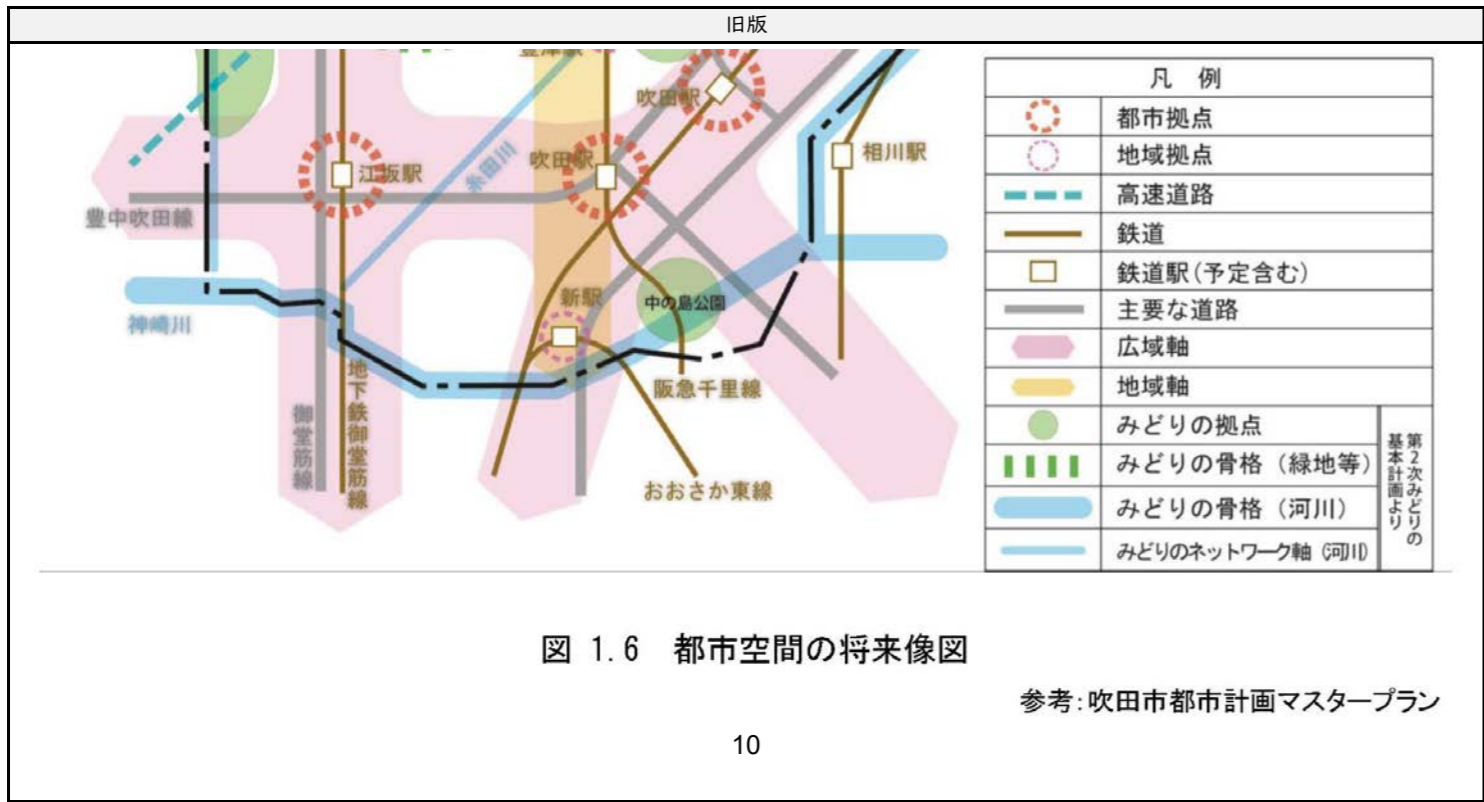 旧版
豊津駅
吹田駅
相川駅
江坂駅
糸田川
吹田駅
豊中吹田線
神崎川
新駅
中の島公園
地下鉄御堂筋線
御堂筋線
阪急千里線
おおさか東線
凡 例
都市拠点
地域拠点
高速道路
鉄道
鉄道駅(予定含む)
主要な道路
広域軸
地域軸
みどりの拠点
みどりの骨格（緑地等）
みどりの骨格（河川）
みどりのネットワーク軸（河川）
第2次みどりの
基本計画より
図 1.6 都市空間の将来像図
参考:吹田市都市計画マスタープラン
10